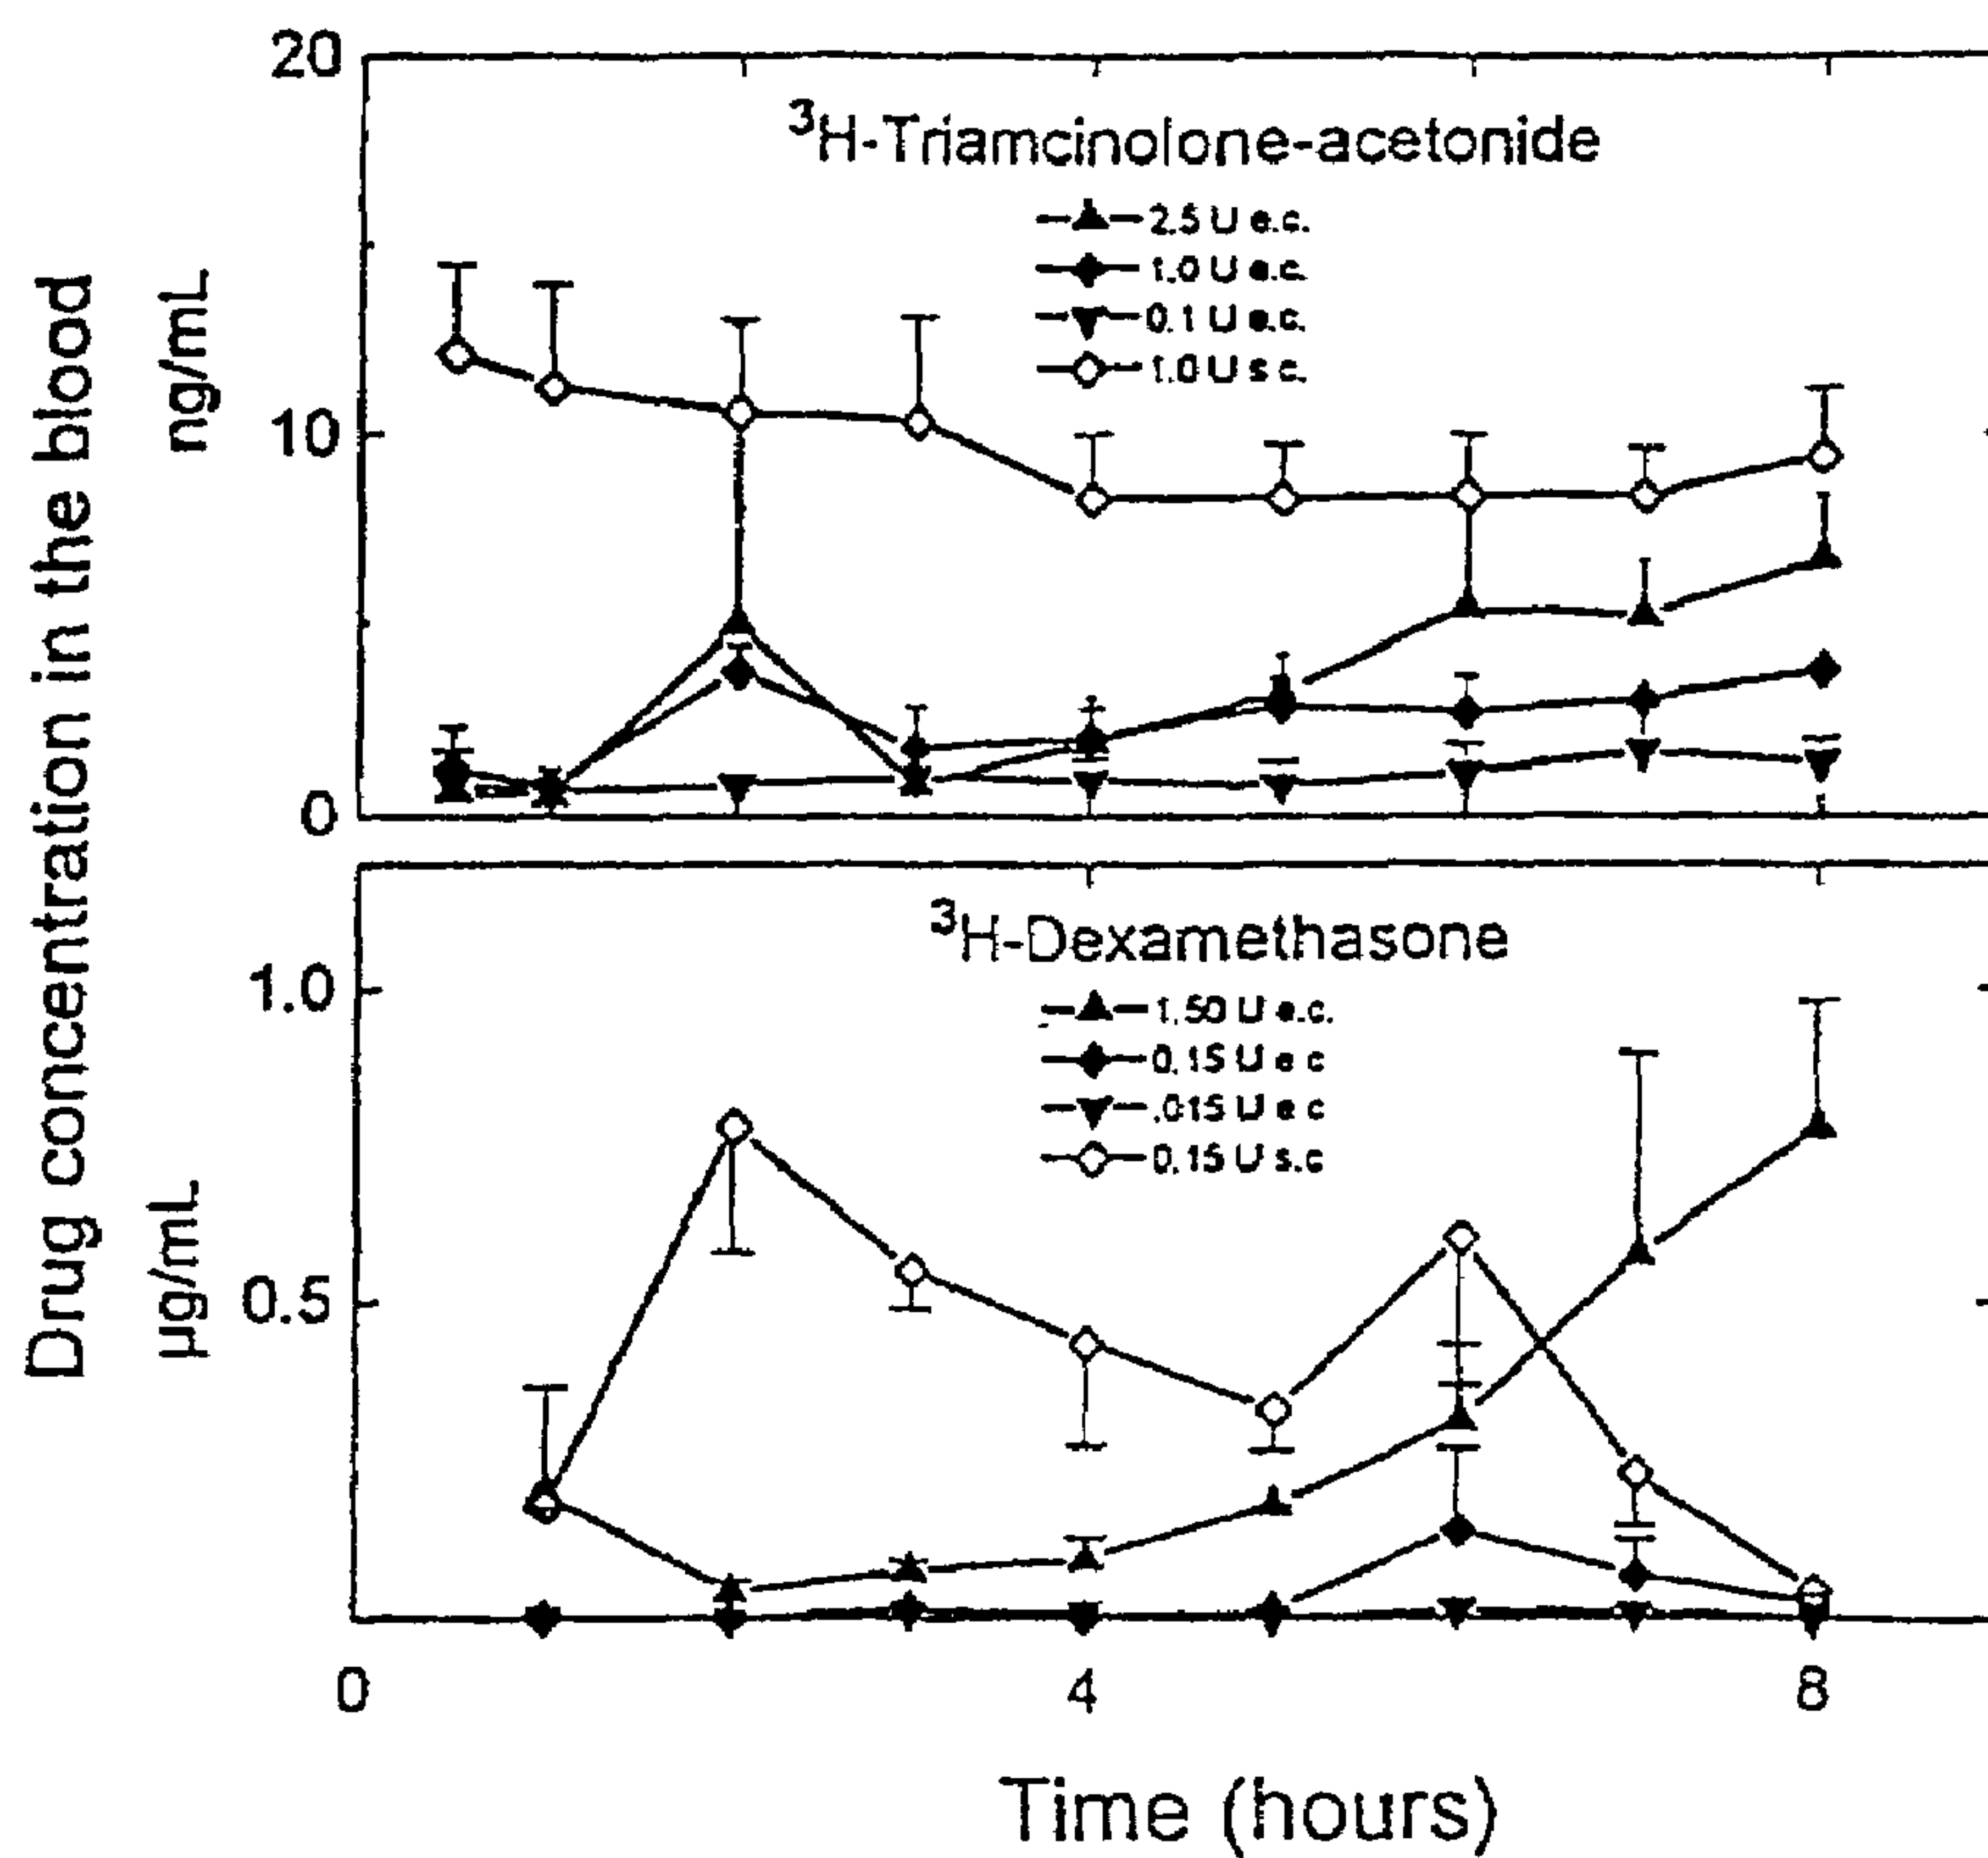 Drug concentration in the blood
ng/mL
µg/mL
20
10
0
³H-Triamcinolone-acetonide
2.5 U e.c.
1.0 U e.c.
0.1 U e.c.
1.0 U s.c.
1.0
0.5
³H-Dexamethasone
1.50 U e.c.
0.15 U e c
.015 U e c
0.15 U s.c
0
4
8
Time (hours)